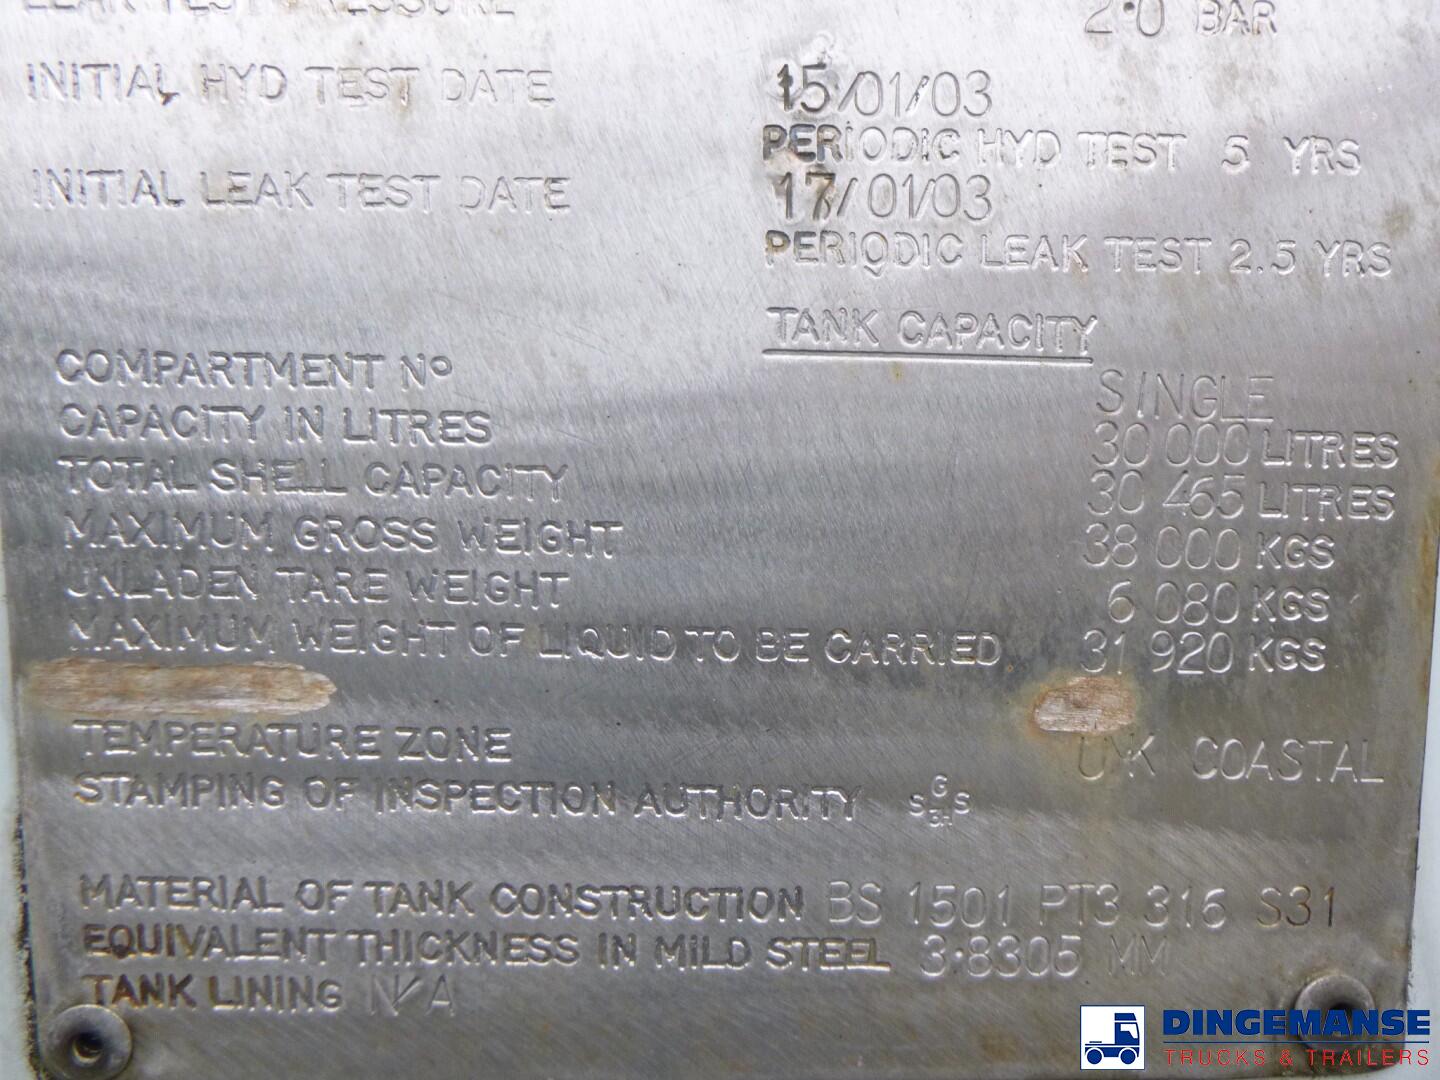 LEAK TEST PRESSURE 2.0 BAR
INITIAL HYD TEST DATE 15/01/03
PERIODIC HYD TEST 5 YRS
INITIAL LEAK TEST DATE 17/01/03
PERIODIC LEAK TEST 2.5 YRS
TANK CAPACITY
COMPARTMENT Nº SINGLE
CAPACITY IN LITRES 30 000 LITRES
TOTAL SHELL CAPACITY 30 465 LITRES
MAXIMUM GROSS WEIGHT 38 000 KGS
UNLADEN TARE WEIGHT 6 080 KGS
MAXIMUM WEIGHT OF LIQUID TO BE CARRIED 31 920 KGS
TEMPERATURE ZONE U/K COASTAL
STAMPING OF INSPECTION AUTHORITY SGS 3H
MATERIAL OF TANK CONSTRUCTION BS 1501 PT3 316 S31
EQUIVALENT THICKNESS IN MILD STEEL 3.8305 MM
TANK LINING N/A
DINGEMANSE
TRUCKS & TRAILERS